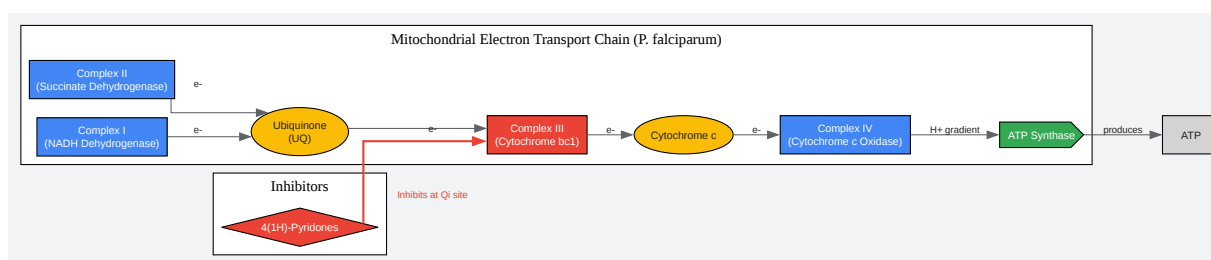 Mitochondrial Electron Transport Chain (P. falciparum)
Complex II
(Succinate Dehydrogenase)
e-
Complex I
(NADH Dehydrogenase)
e-
Ubiquinone
(UQ)
e-
Complex III
(Cytochrome bc1)
e-
Cytochrome c
e-
Complex IV
(Cytochrome c Oxidase)
H+ gradient
ATP Synthase
produces
ATP
Inhibitors
4(1H)-Pyridones
Inhibits at Qi site